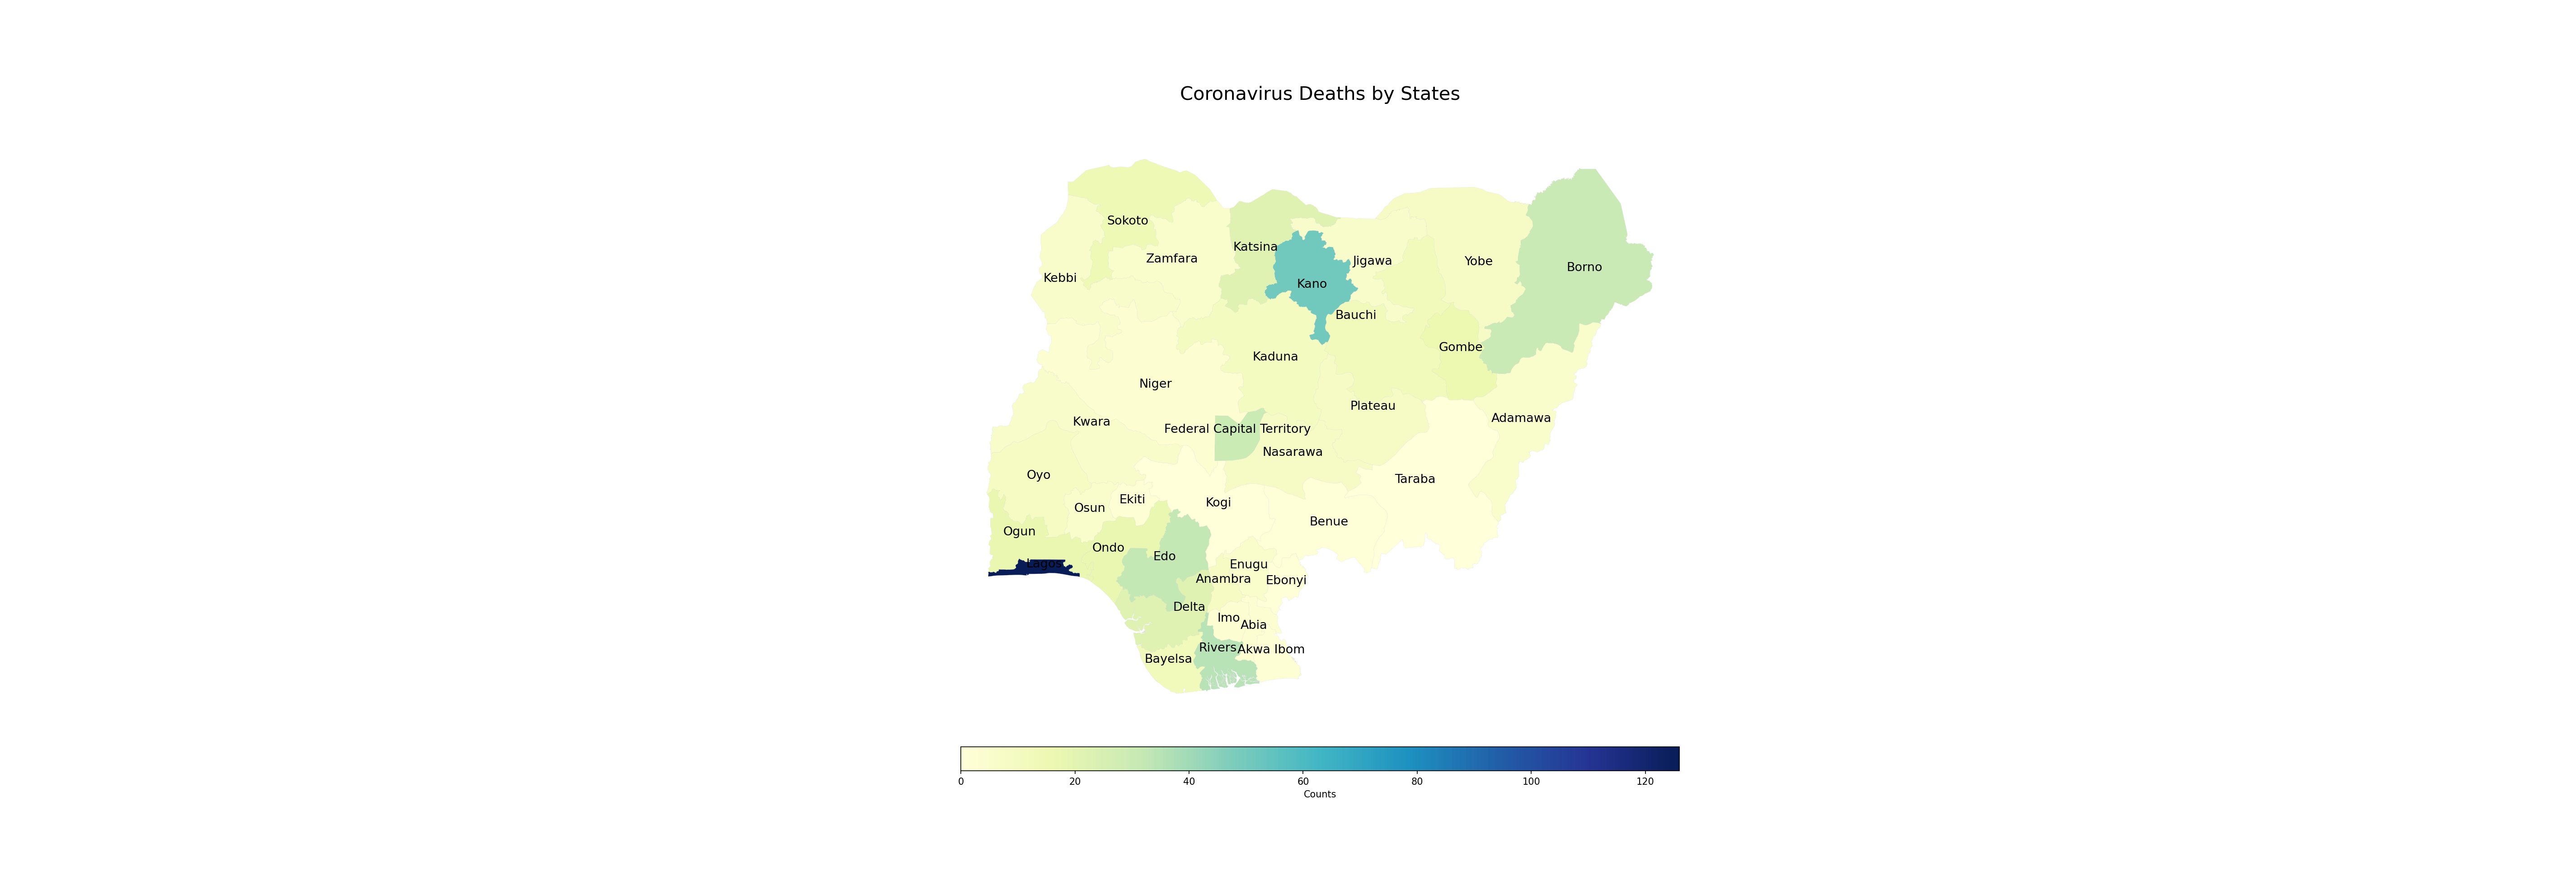 Coronavirus Deaths by States
Sokoto
Katsina
Zamfara
Jigawa
Yobe
Borno
Kebbi
Kano
Bauchi
Gombe
Kaduna
Niger
Plateau
Adamawa
Kwara
Federal Capital Territory
Nasarawa
Oyo
Taraba
Ekiti
Kogi
Osun
Benue
Ogun
Ondo
Edo
Lagos
Enugu
Anambra
Ebonyi
Delta
Imo
Abia
Rivers
Akwa Ibom
Bayelsa
0 20 40 60 80 100 120
Counts